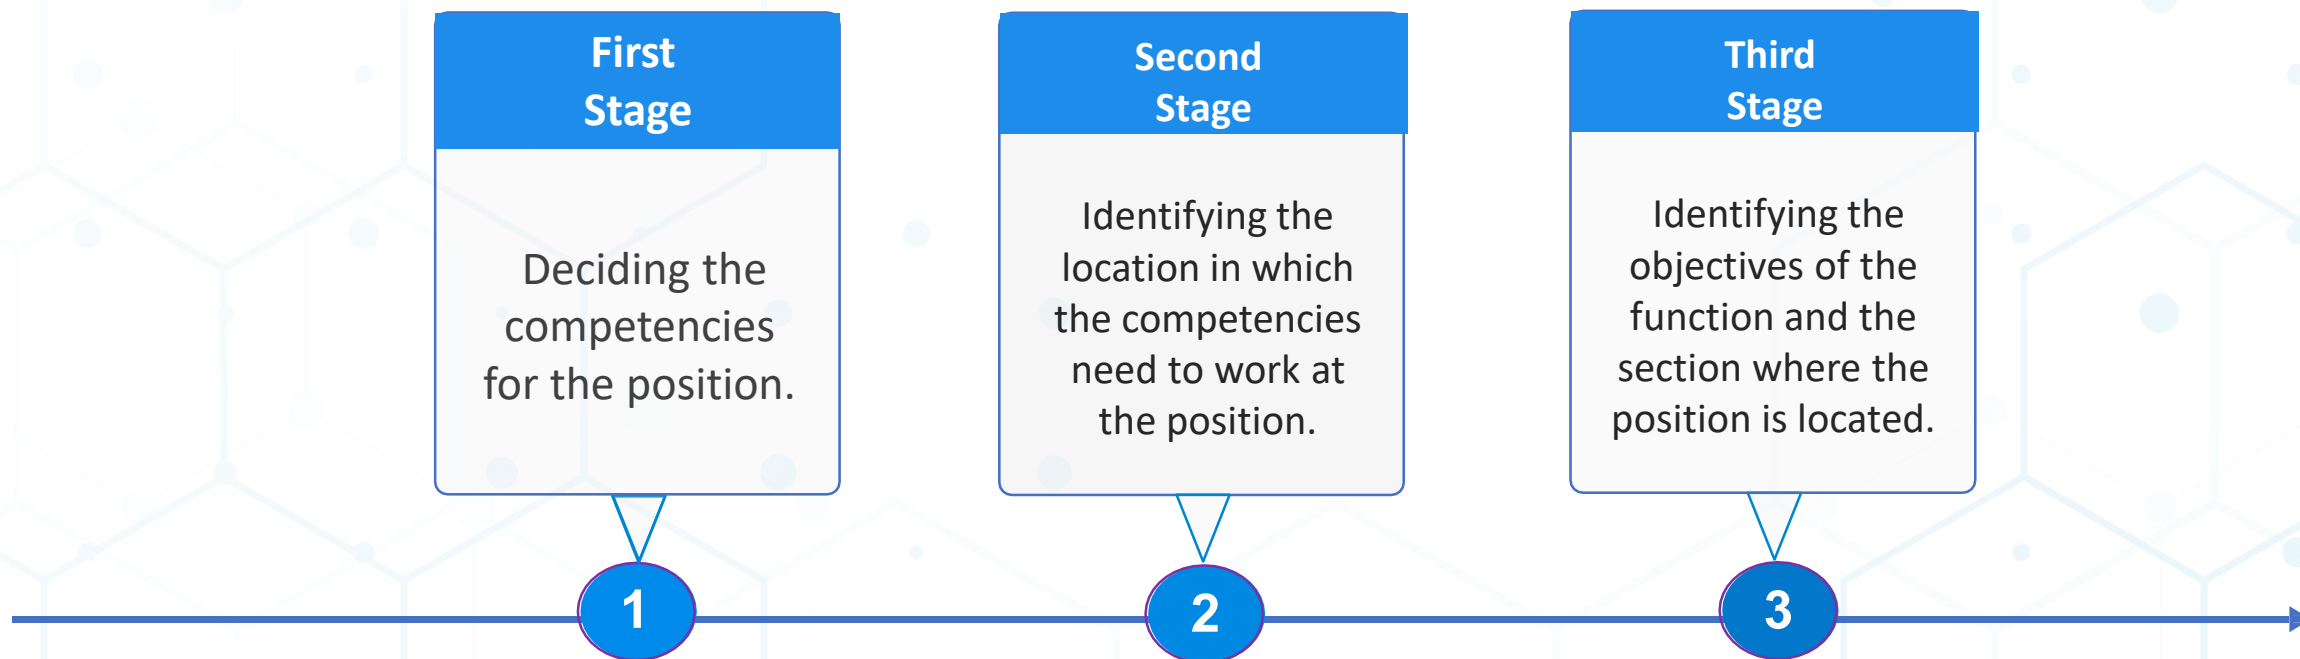 First
Stage
Deciding the
competencies
for the position.
Second
Stage
Identifying the
location in which
the competencies
need to work at
the position.
Third
Stage
Identifying the
objectives of the
function and the
section where the
position is located.
1
2
3